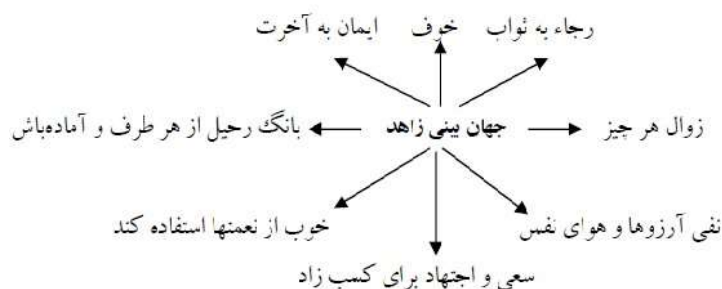 رجاء به ثواب خوف ایمان به آخرت
زوال هر چیز جهان بینی زاهد بانگ رحیل از هر طرف و آماده‌باش
نفی آرزوها و هوای نفس خوب از نعمتها استفاده کند
سعی و اجتهاد برای کسب زاد